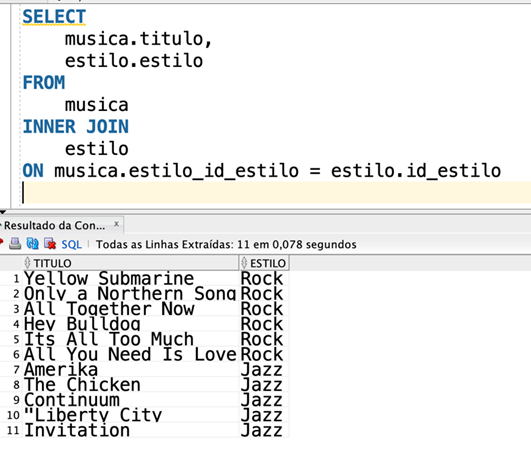 SELECT
musica.titulo,
estilo.estilo
FROM
musica
INNER JOIN
estilo
ON musica.estilo_id_estilo = estilo.id_estilo
Resultado da Con... x
SQL | Todas as Linhas Extraídas: 11 em 0,078 segundos
TITULO ESTILO
1 Yellow Submarine Rock
2 Only a Northern Song Rock
3 All Together Now Rock
4 Hey Bulldog Rock
5 Its All Too Much Rock
6 All You Need Is Love Rock
7 Amerika Jazz
8 The Chicken Jazz
9 Continuum Jazz
10 "Liberty City Jazz
11 Invitation Jazz